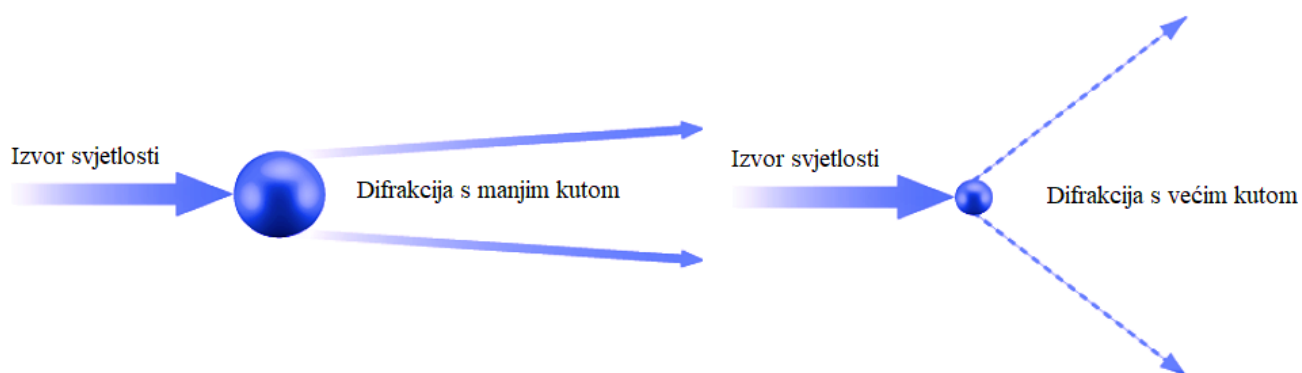 Izvor svjetlosti
Difrakcija s manjim kutom
Izvor svjetlosti
Difrakcija s većim kutom